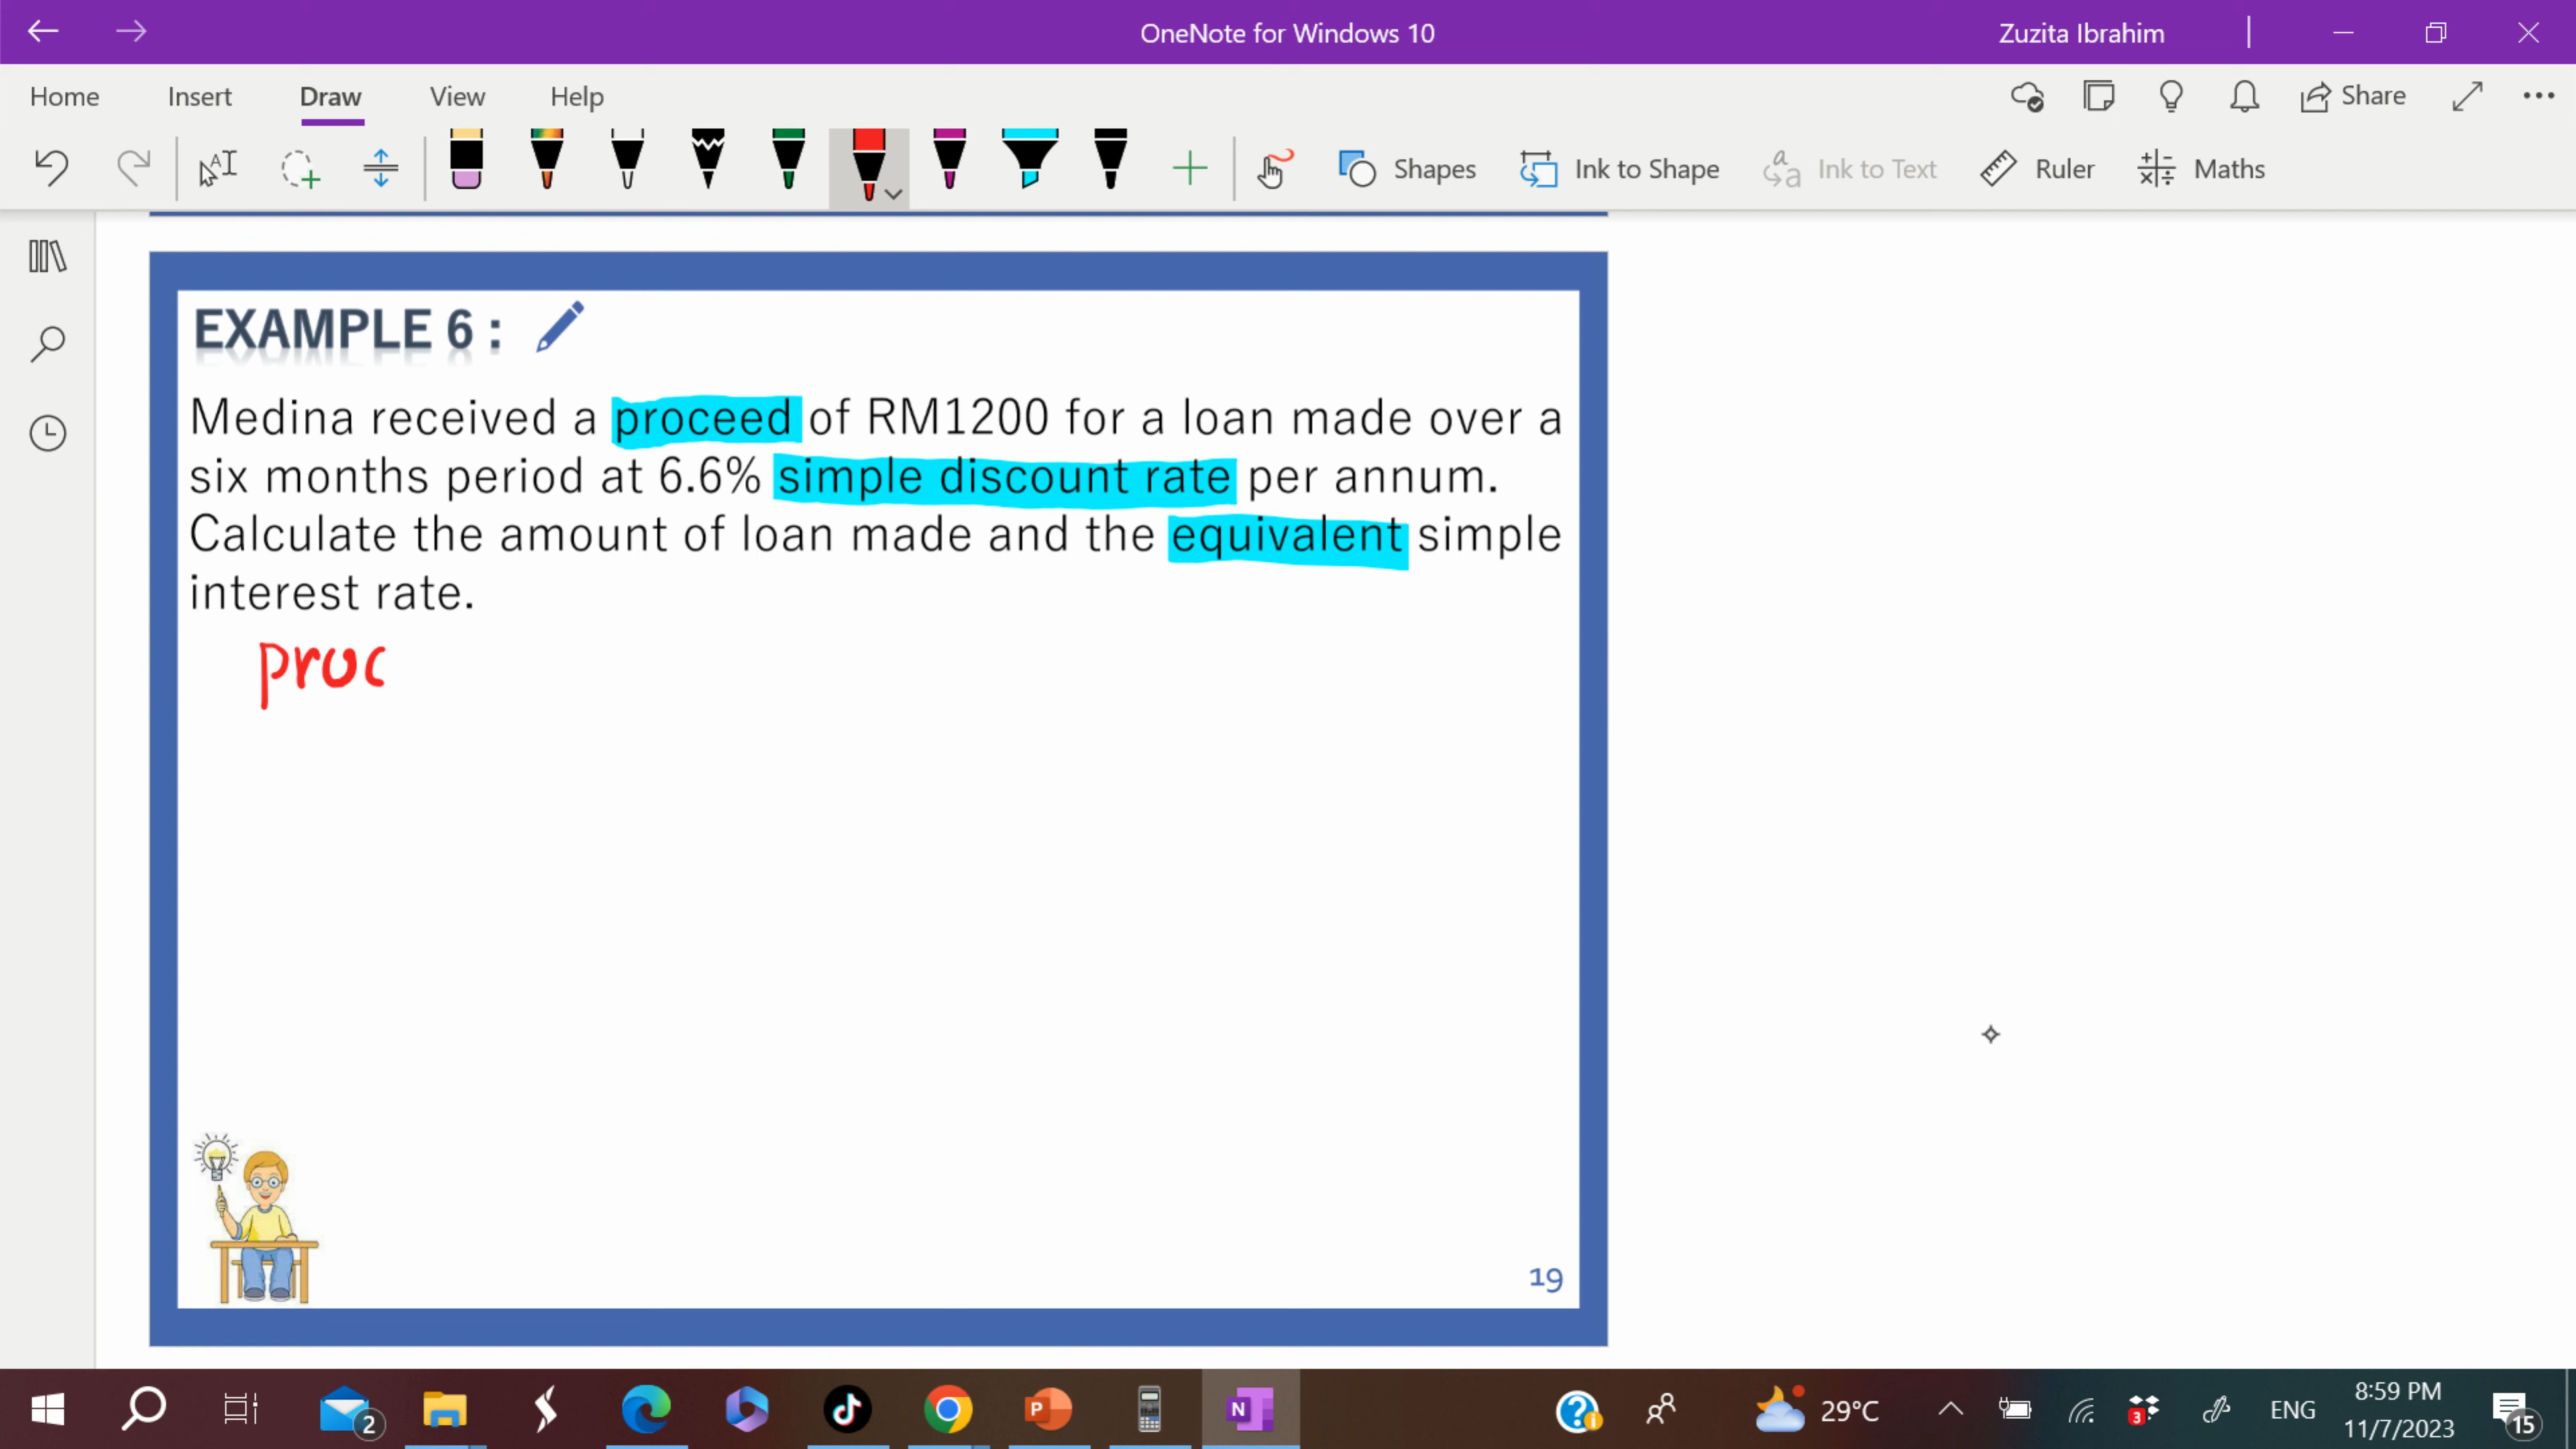 OneNote for Windows 10
Zuzita Ibrahim
Home Insert Draw View Help
Share
Shapes Ink to Shape Ink to Text Ruler Maths
EXAMPLE 6 :
Medina received a proceed of RM1200 for a loan made over a
six months period at 6.6% simple discount rate per annum.
Calculate the amount of loan made and the equivalent simple
interest rate.
proc
19
2
29°C
3
ENG
8:59 PM
11/7/2023
15